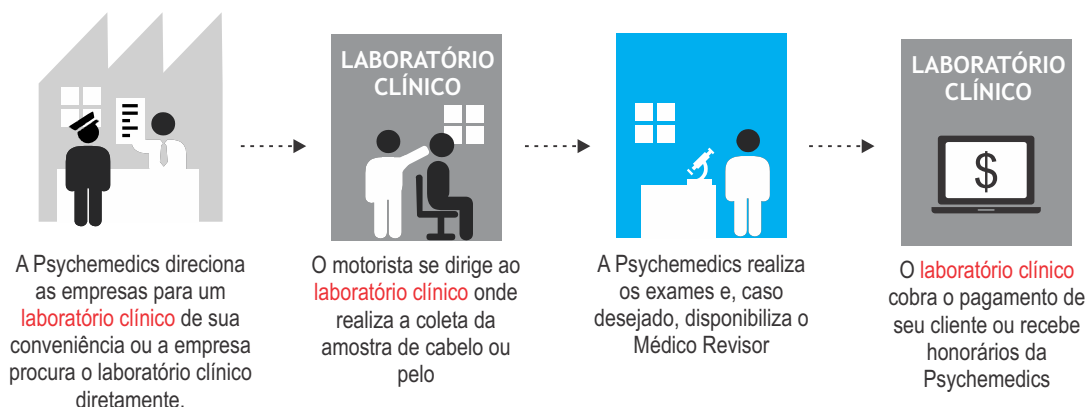 A Psychemedics direciona
as empresas para um
laboratório clínico de sua
conveniência ou a empresa
procura o laboratório clínico
diretamente.
LABORATÓRIO
CLÍNICO
O motorista se dirige ao
laboratório clínico onde
realiza a coleta da
amostra de cabelo ou
pelo
A Psychemedics realiza
os exames e, caso
desejado, disponibiliza o
Médico Revisor
LABORATÓRIO
CLÍNICO
$
O laboratório clínico
cobra o pagamento de
seu cliente ou recebe
honorários da
Psychemedics